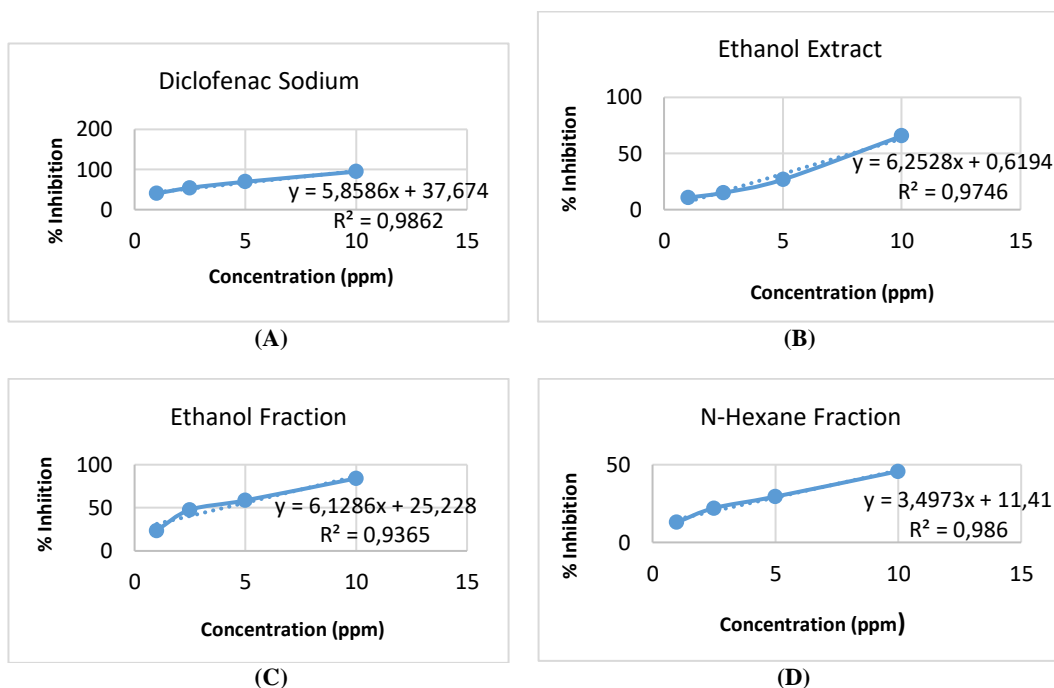 Diclofenac Sodium
% Inhibition
200
100
0
0 5 10 15
y = 5,8586x + 37,674
R² = 0,9862
Concentration (ppm)
(A)
Ethanol Extract
% Inhibition
100
50
0
0 5 10 15
y = 6,2528x + 0,6194
R² = 0,9746
Concentration (ppm)
(B)
Ethanol Fraction
% Inhiition
100
50
0
0 5 10 15
y = 6,1286x + 25,228
R² = 0,9365
Concentration (ppm)
(C)
N-Hexane Fraction
% Inhibition
50
0
0 5 10 15
y = 3,4973x + 11,41
R² = 0,986
Concentration (ppm)
(D)